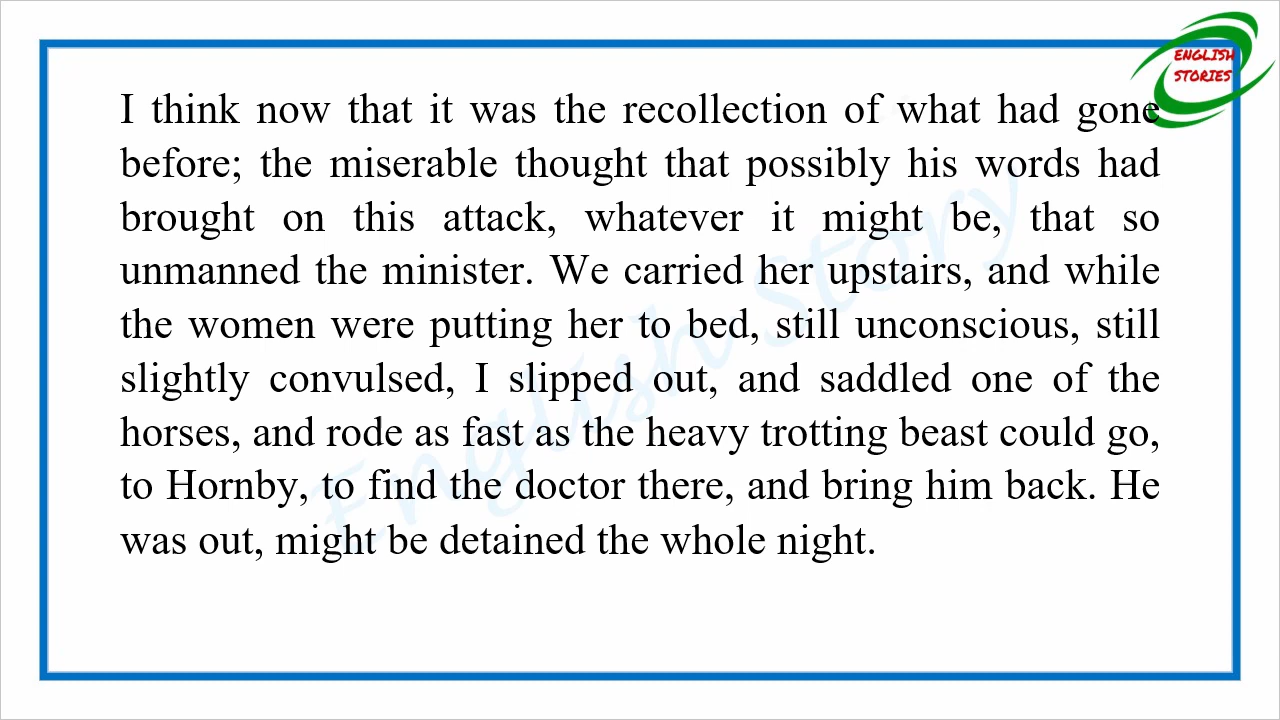 ENGLISH
STORIES
I think now that it was the recollection of what had gone
before; the miserable thought that possibly his words had
brought on this attack, whatever it might be, that so
unmanned the minister. We carried her upstairs, and while
the women were putting her to bed, still unconscious, still
slightly convulsed, I slipped out, and saddled one of the
horses, and rode as fast as the heavy trotting beast could go,
to Hornby, to find the doctor there, and bring him back. He
was out, might be detained the whole night.
English Story